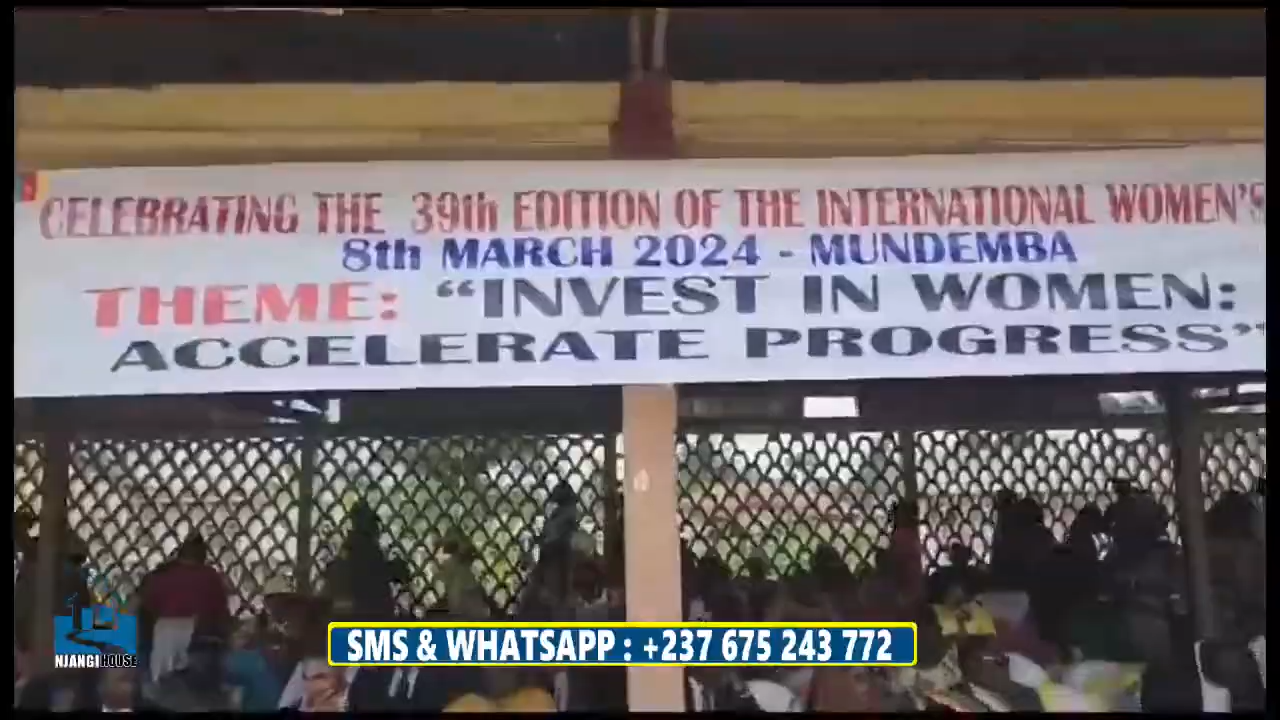 CELEBRATING THE 39th EDITION OF THE INTERNATIONAL WOMEN'S
8th MARCH 2024 - MUNDEMBA
THEME: “INVEST IN WOMEN:
ACCELERATE PROGRESS”
SMS & WHATSAPP : +237 675 243 772
NJANGI HOUSE